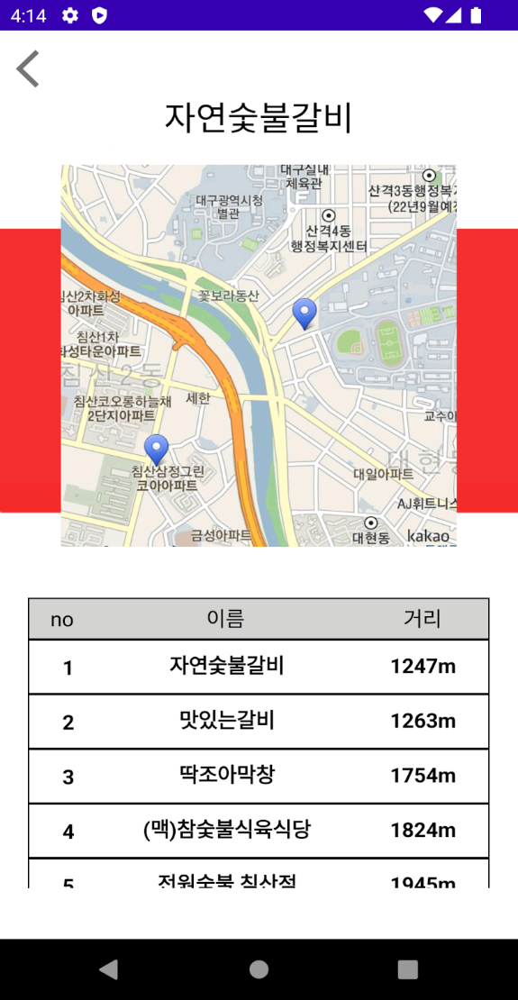 4:14
자연숯불갈비
대구실내
체육관
대구광역시청
별관
산격3동행정복
(22년9월예
산격4동
행정복지센터
꽃보라동산
침산2차화성
아파트
침산1차
화성타운아파트
침산2동
침산코오롱하늘채
2단지아파트
세한
교수아
대현동
침산삼정그린
코아아파트
대일아파트
AJ휘트니스
금성아파트
대현동
kakao
no 이름 거리
1 자연숯불갈비 1247m
2 맛있는갈비 1263m
3 딱조아막창 1754m
4 (맥)참숯불식육식당 1824m
5 전원숯불 침산점 1945m